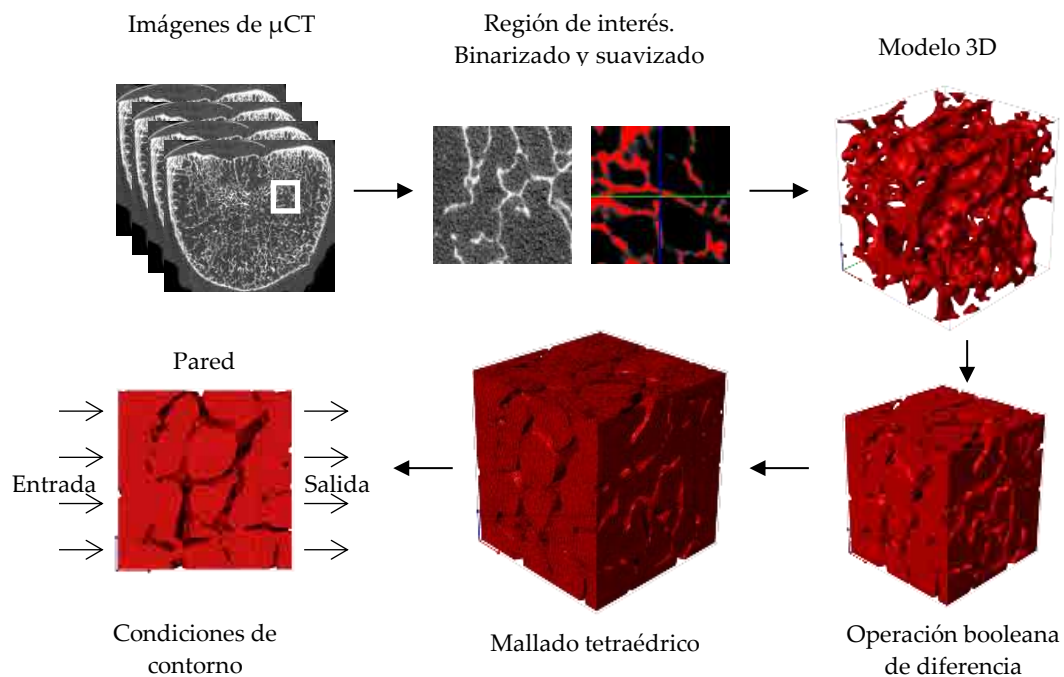 Imágenes de µCT
Región de interés.
Binarizado y suavizado
Modelo 3D
Pared
Entrada
Salida
Condiciones de
contorno
Mallado tetraédrico
Operación booleana
de diferencia